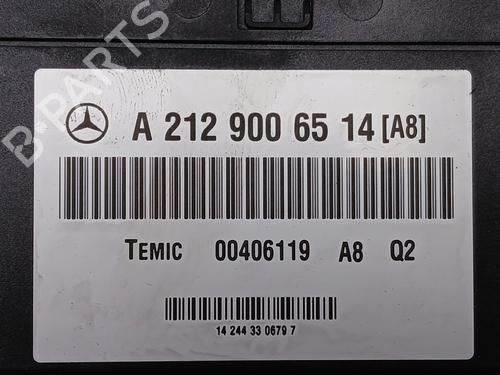 A 212 900 65 14 [A8]
TEMIC 00406119 A8 Q2
14 244 33 0679 7
B-PARTS